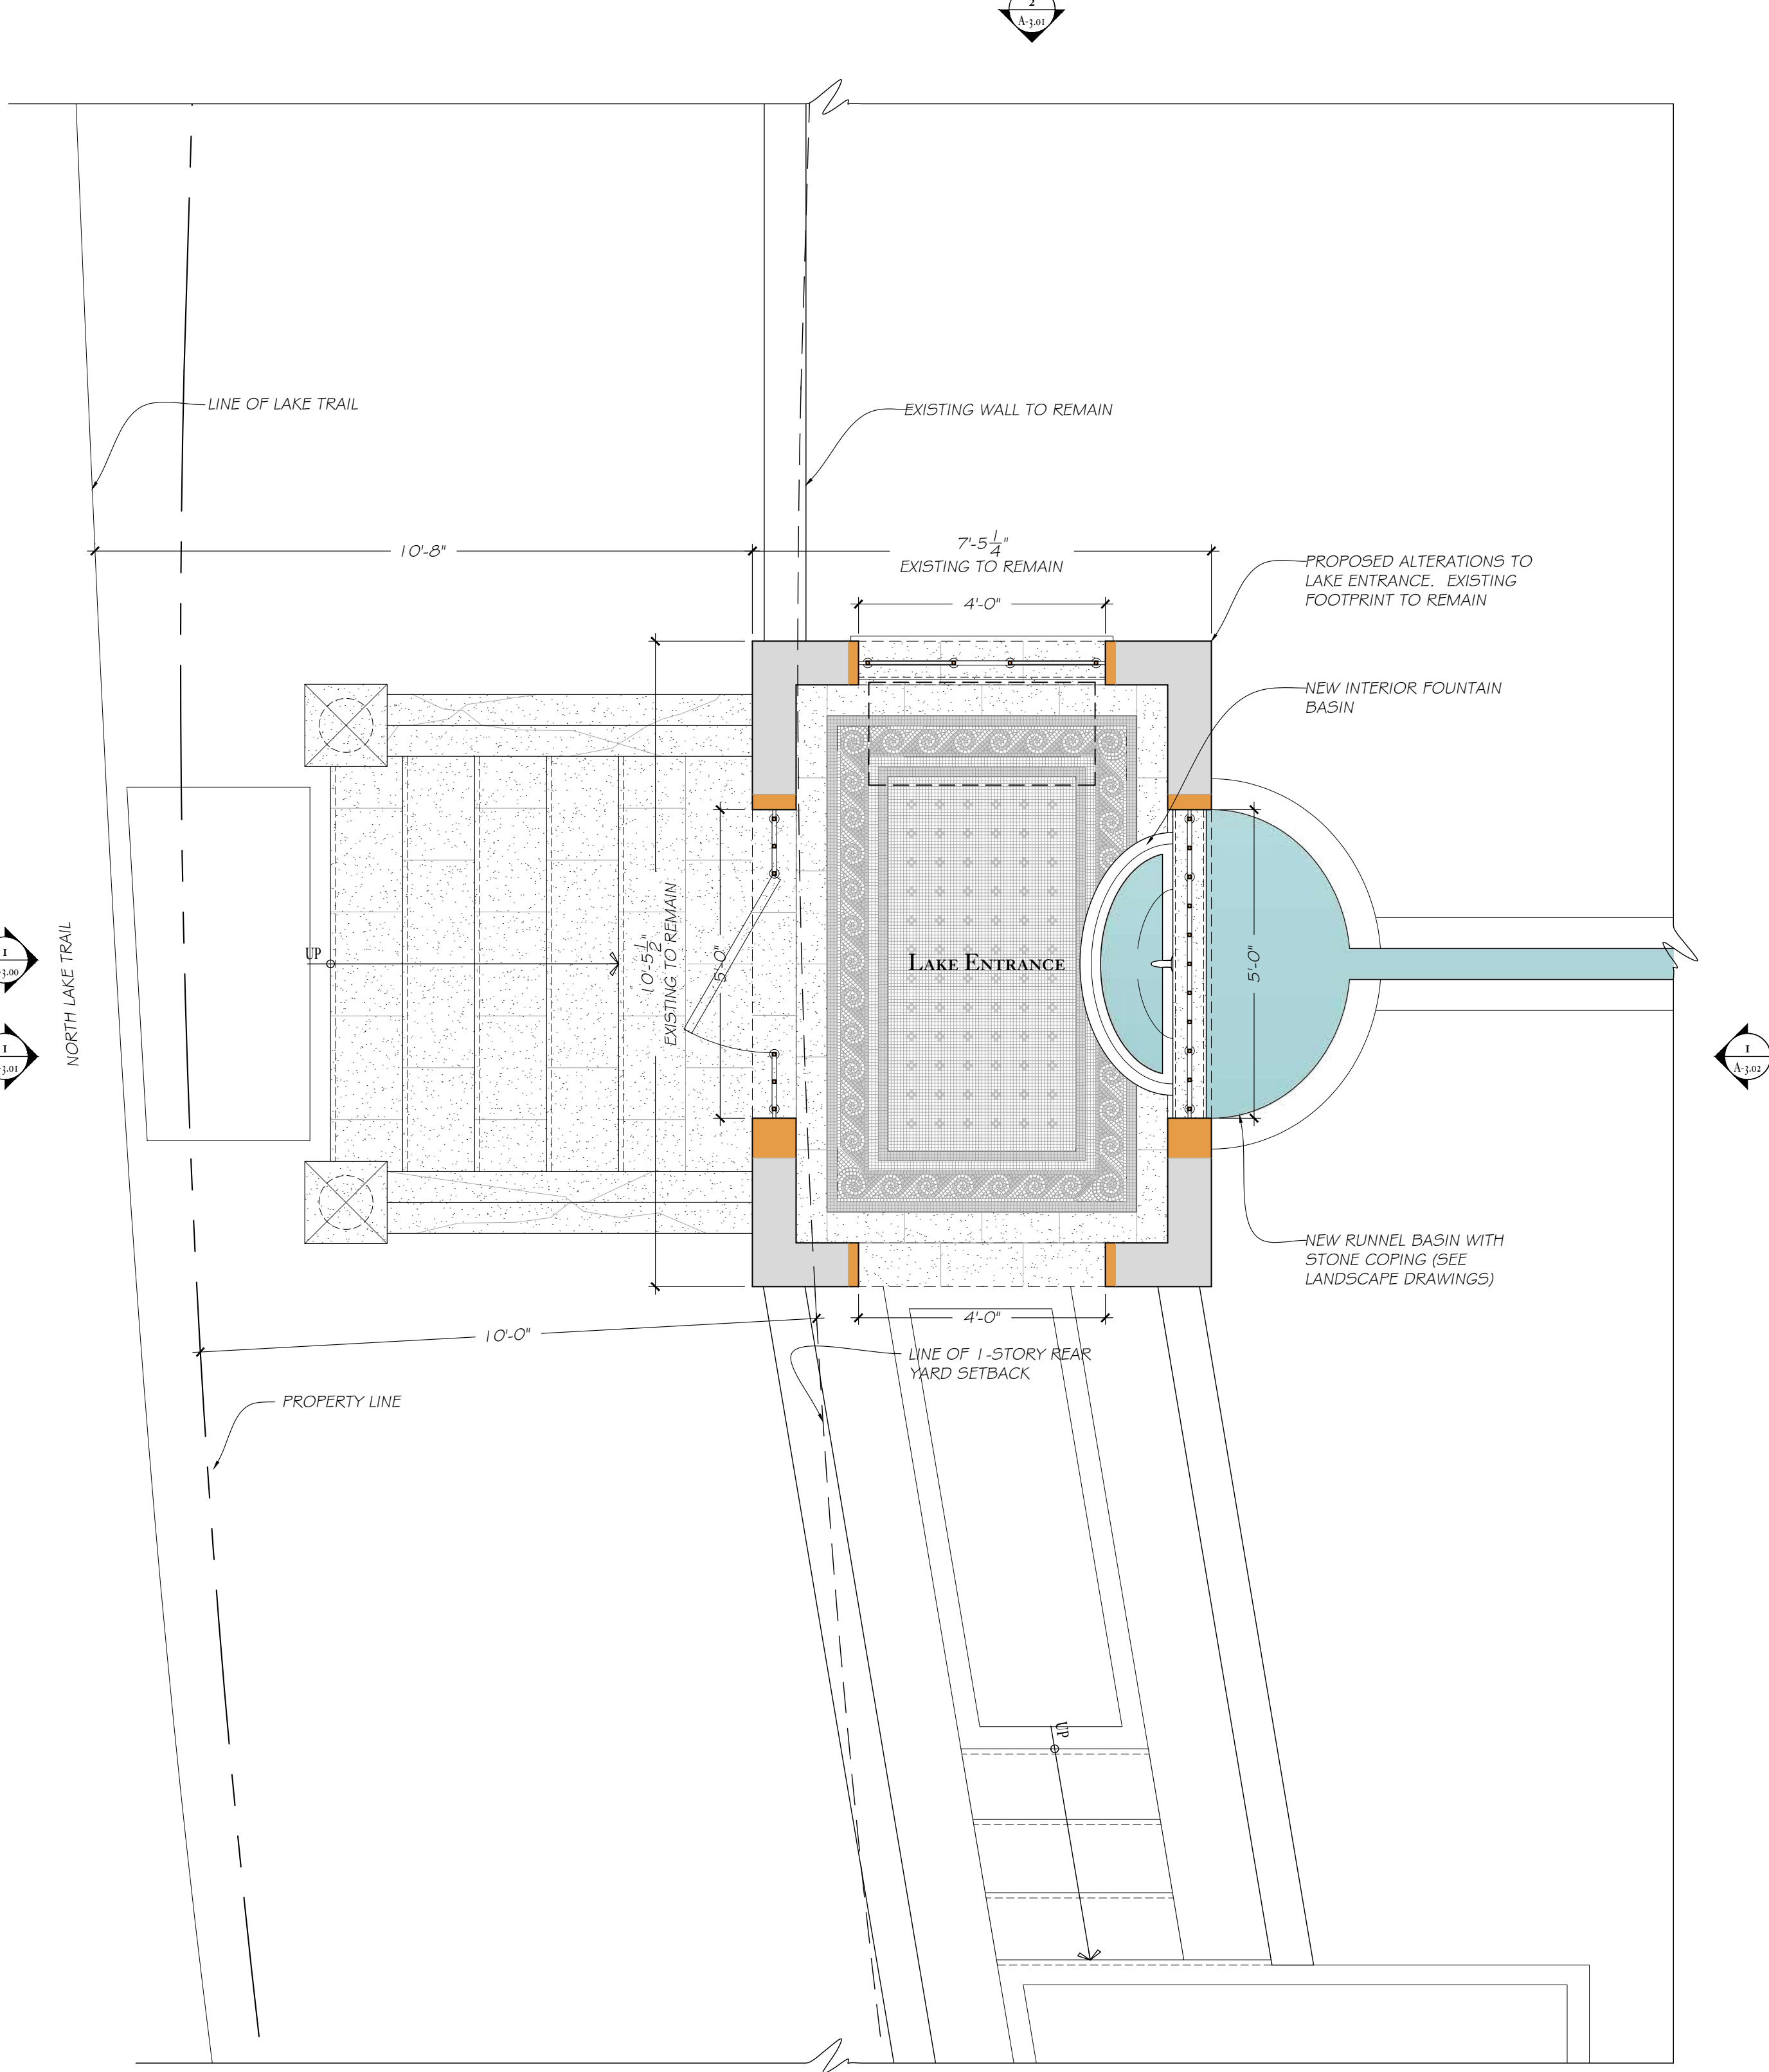 2
A-3.01
LINE OF LAKE TRAIL
EXISTING WALL TO REMAIN
10'-8"
7'-5 1/4"
EXISTING TO REMAIN
4'-0"
PROPOSED ALTERATIONS TO
LAKE ENTRANCE. EXISTING
FOOTPRINT TO REMAIN
NEW INTERIOR FOUNTAIN
BASIN
1
-3.00
1
-3.01
NORTH LAKE TRAIL
UP
10'-5 1/2"
EXISTING TO REMAIN
5'-0"
LAKE ENTRANCE
5'-0"
1
A-3.02
NEW RUNNEL BASIN WITH
STONE COPING (SEE
LANDSCAPE DRAWINGS)
10'-0"
4'-0"
LINE OF 1-STORY REAR
YARD SETBACK
PROPERTY LINE
UP